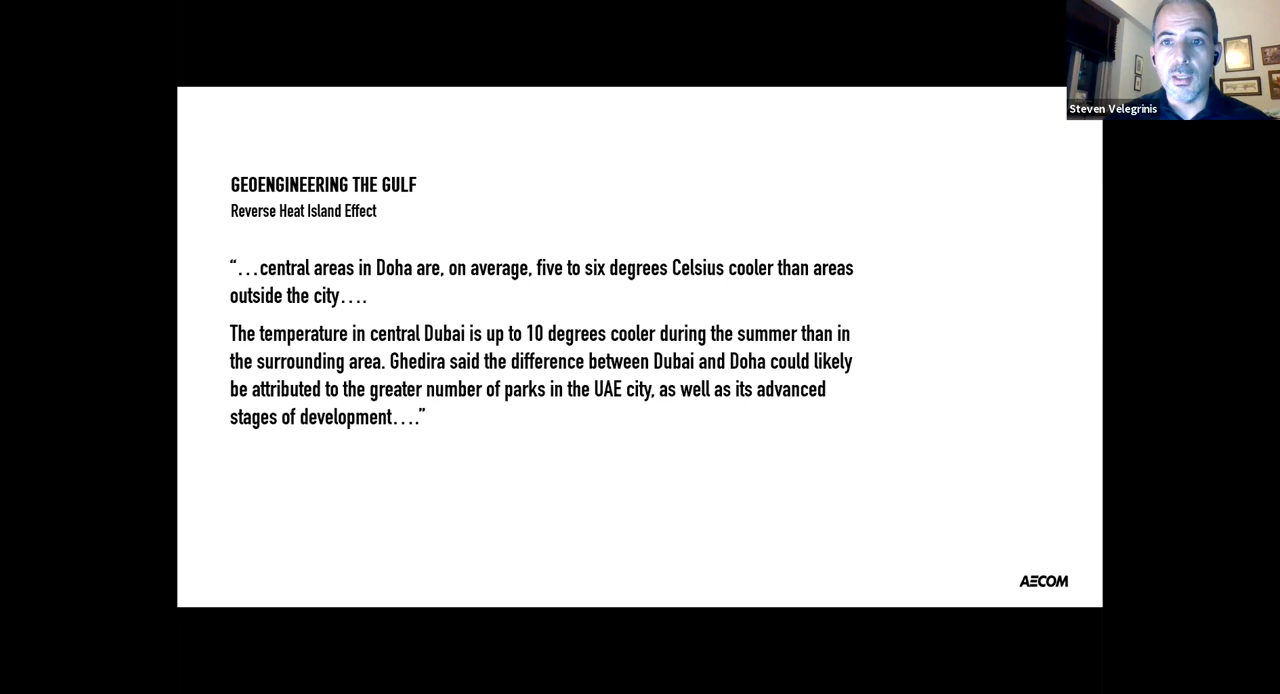 Steven Velegrinis
GEOENGINEERING THE GULF
Reverse Heat Island Effect
“...central areas in Doha are, on average, five to six degrees Celsius cooler than areas
outside the city....
The temperature in central Dubai is up to 10 degrees cooler during the summer than in
the surrounding area. Ghedira said the difference between Dubai and Doha could likely
be attributed to the greater number of parks in the UAE city, as well as its advanced
stages of development....”
AECOM